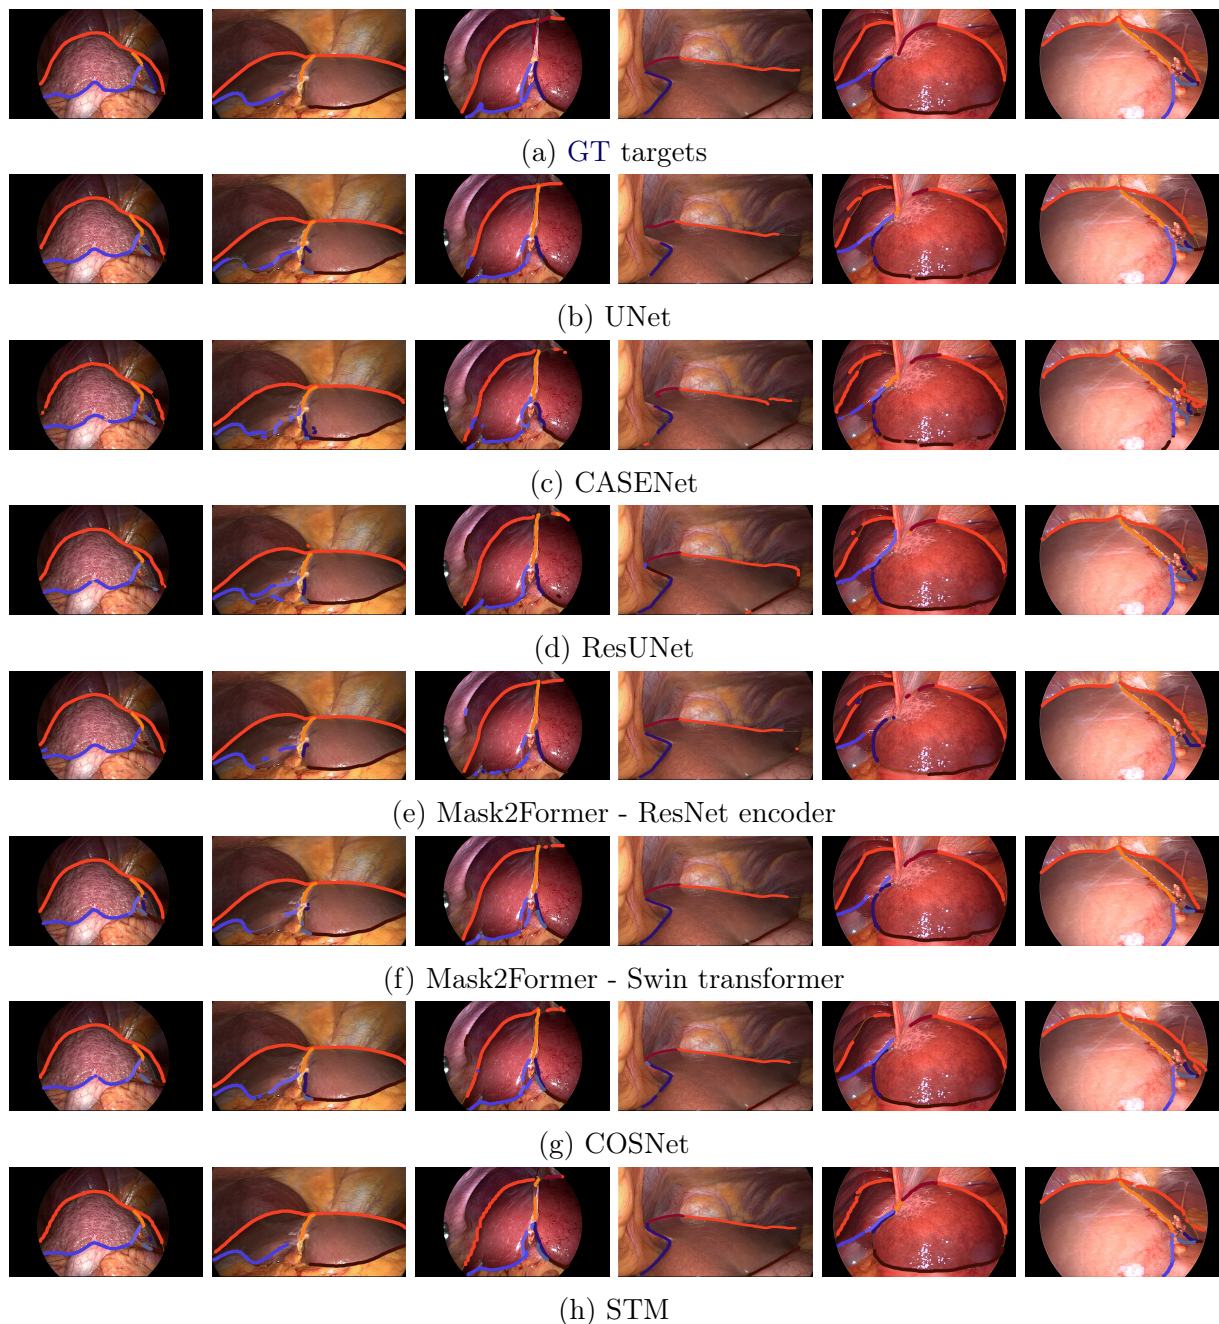 (a) GT targets
(b) UNet
(c) CASENet
(d) ResUNet
(e) Mask2Former - ResNet encoder
(f) Mask2Former - Swin transformer
(g) COSNet
(h) STM